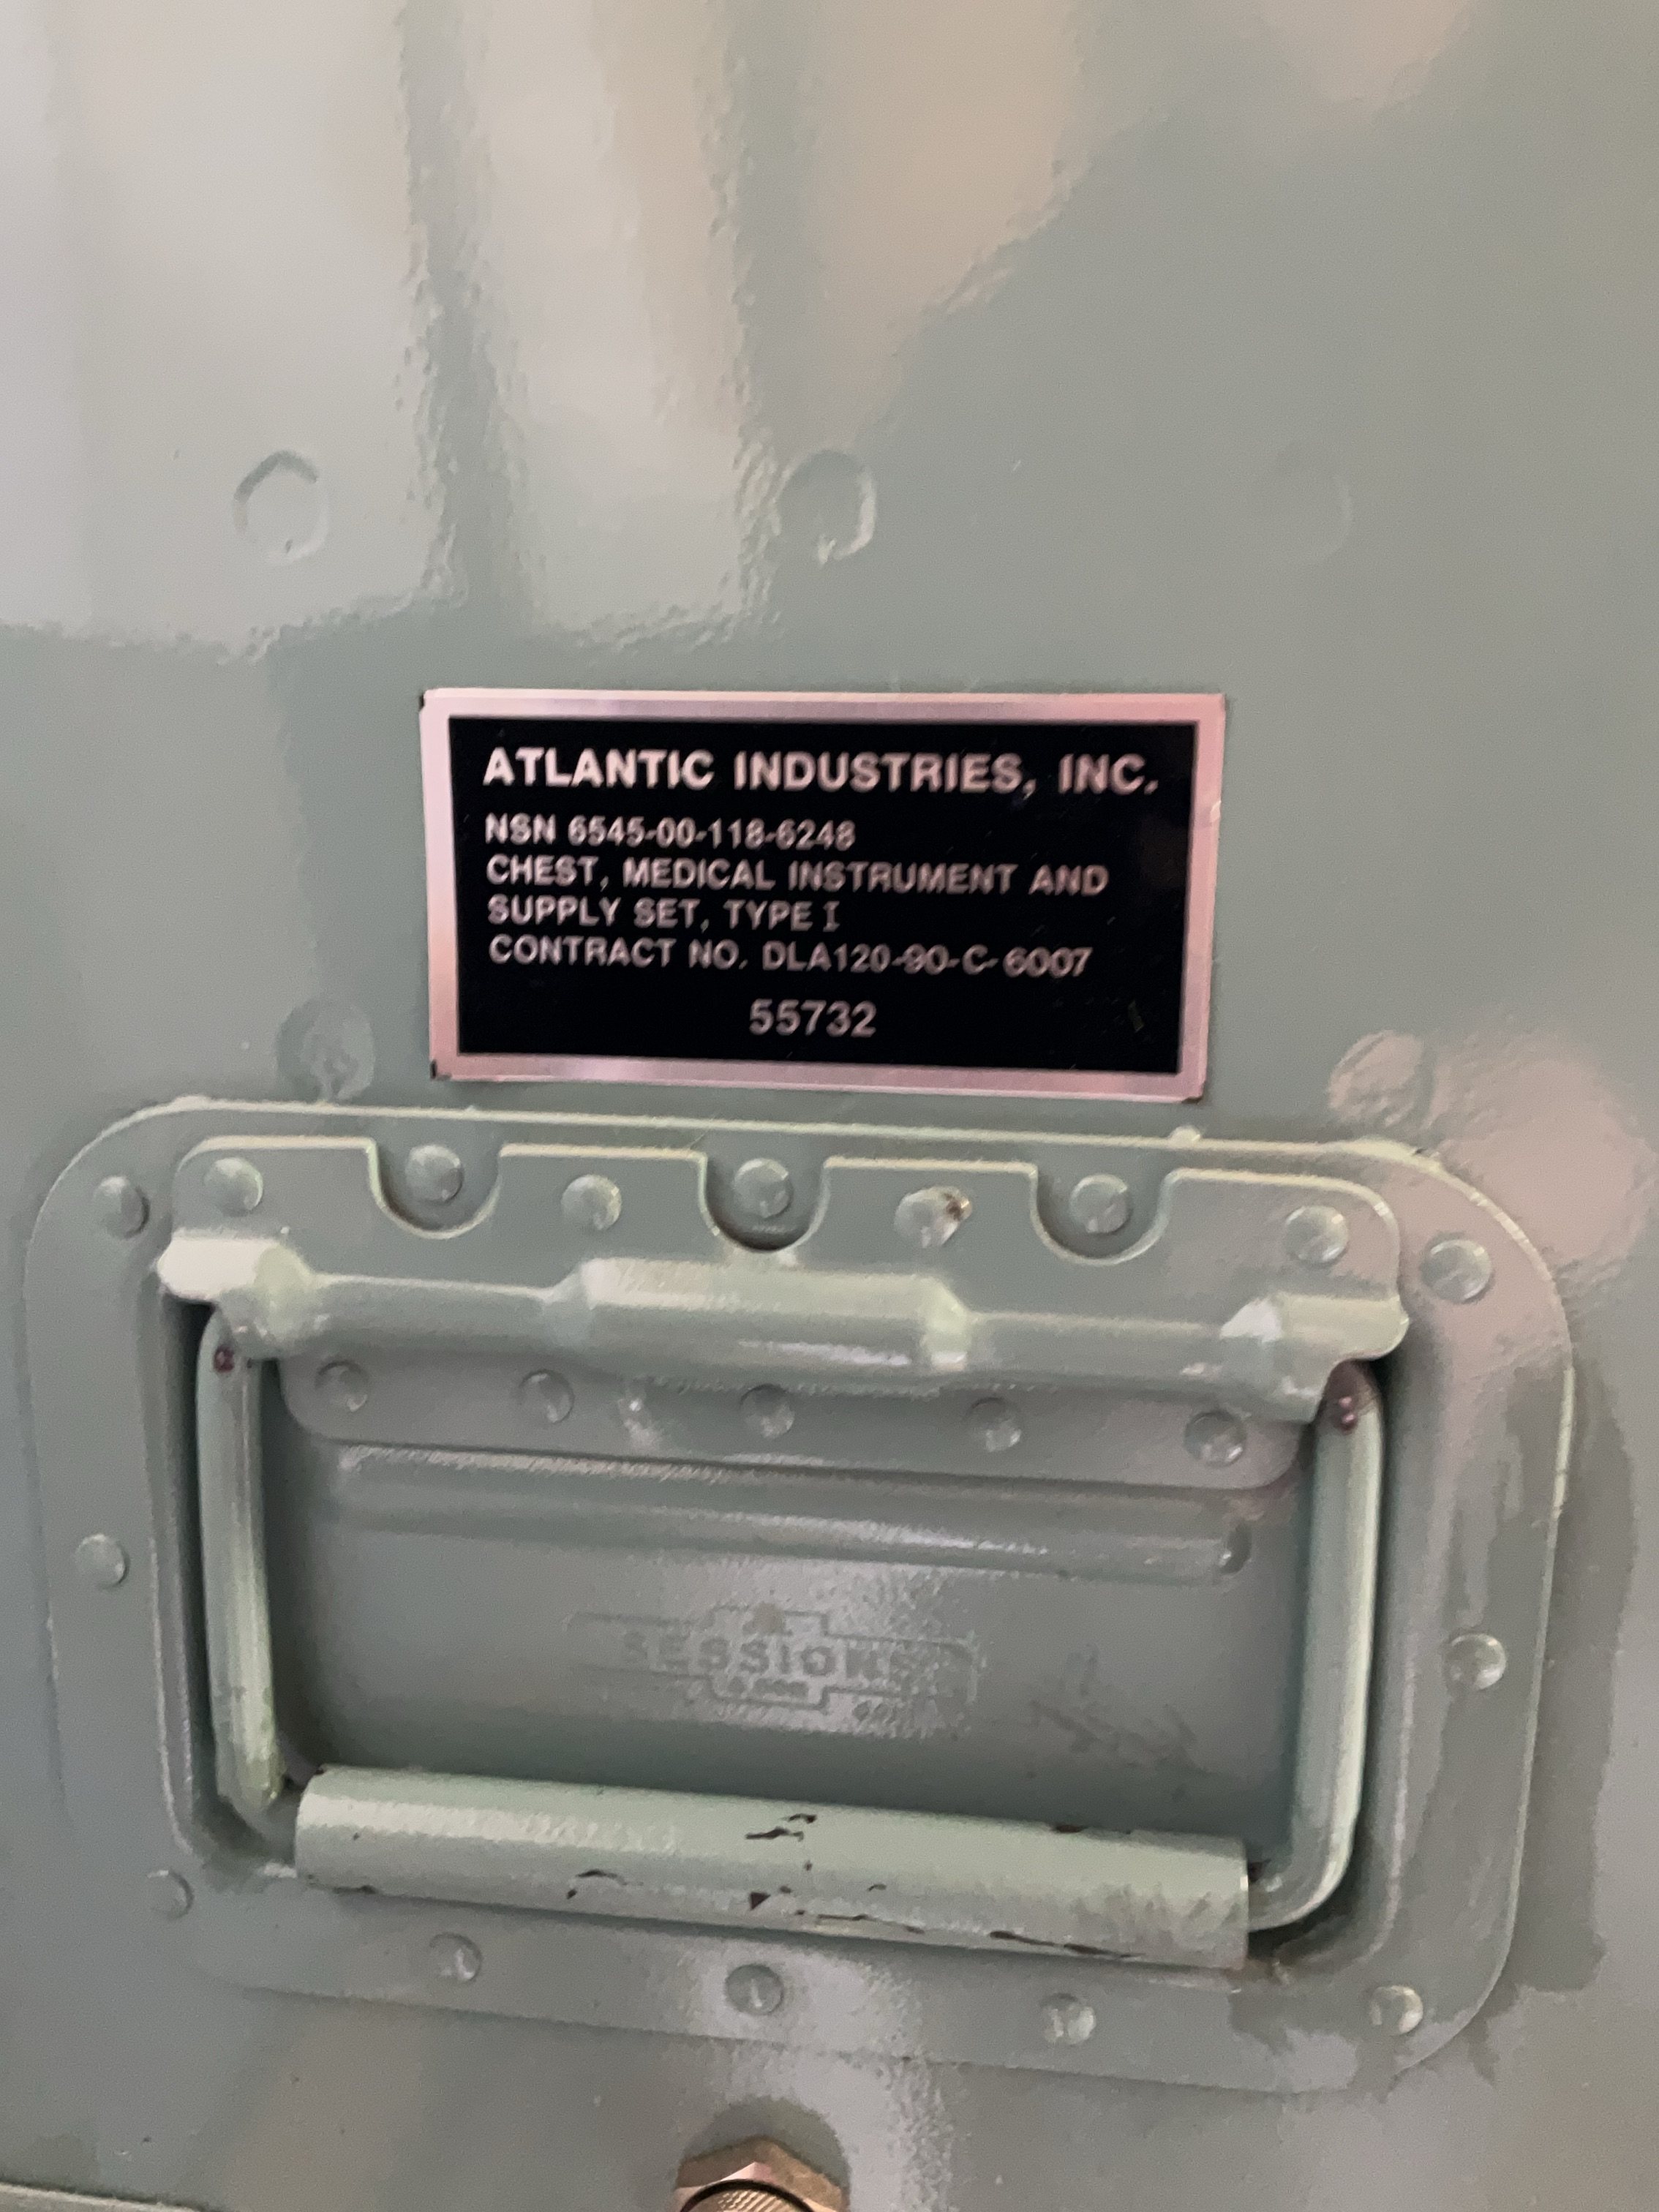 ATLANTIC INDUSTRIES, INC.
NSN 6545-00-118-6248
CHEST, MEDICAL INSTRUMENT AND
SUPPLY SET, TYPE I
CONTRACT NO. DLA120-90-C-6007
55732
SESSIONS